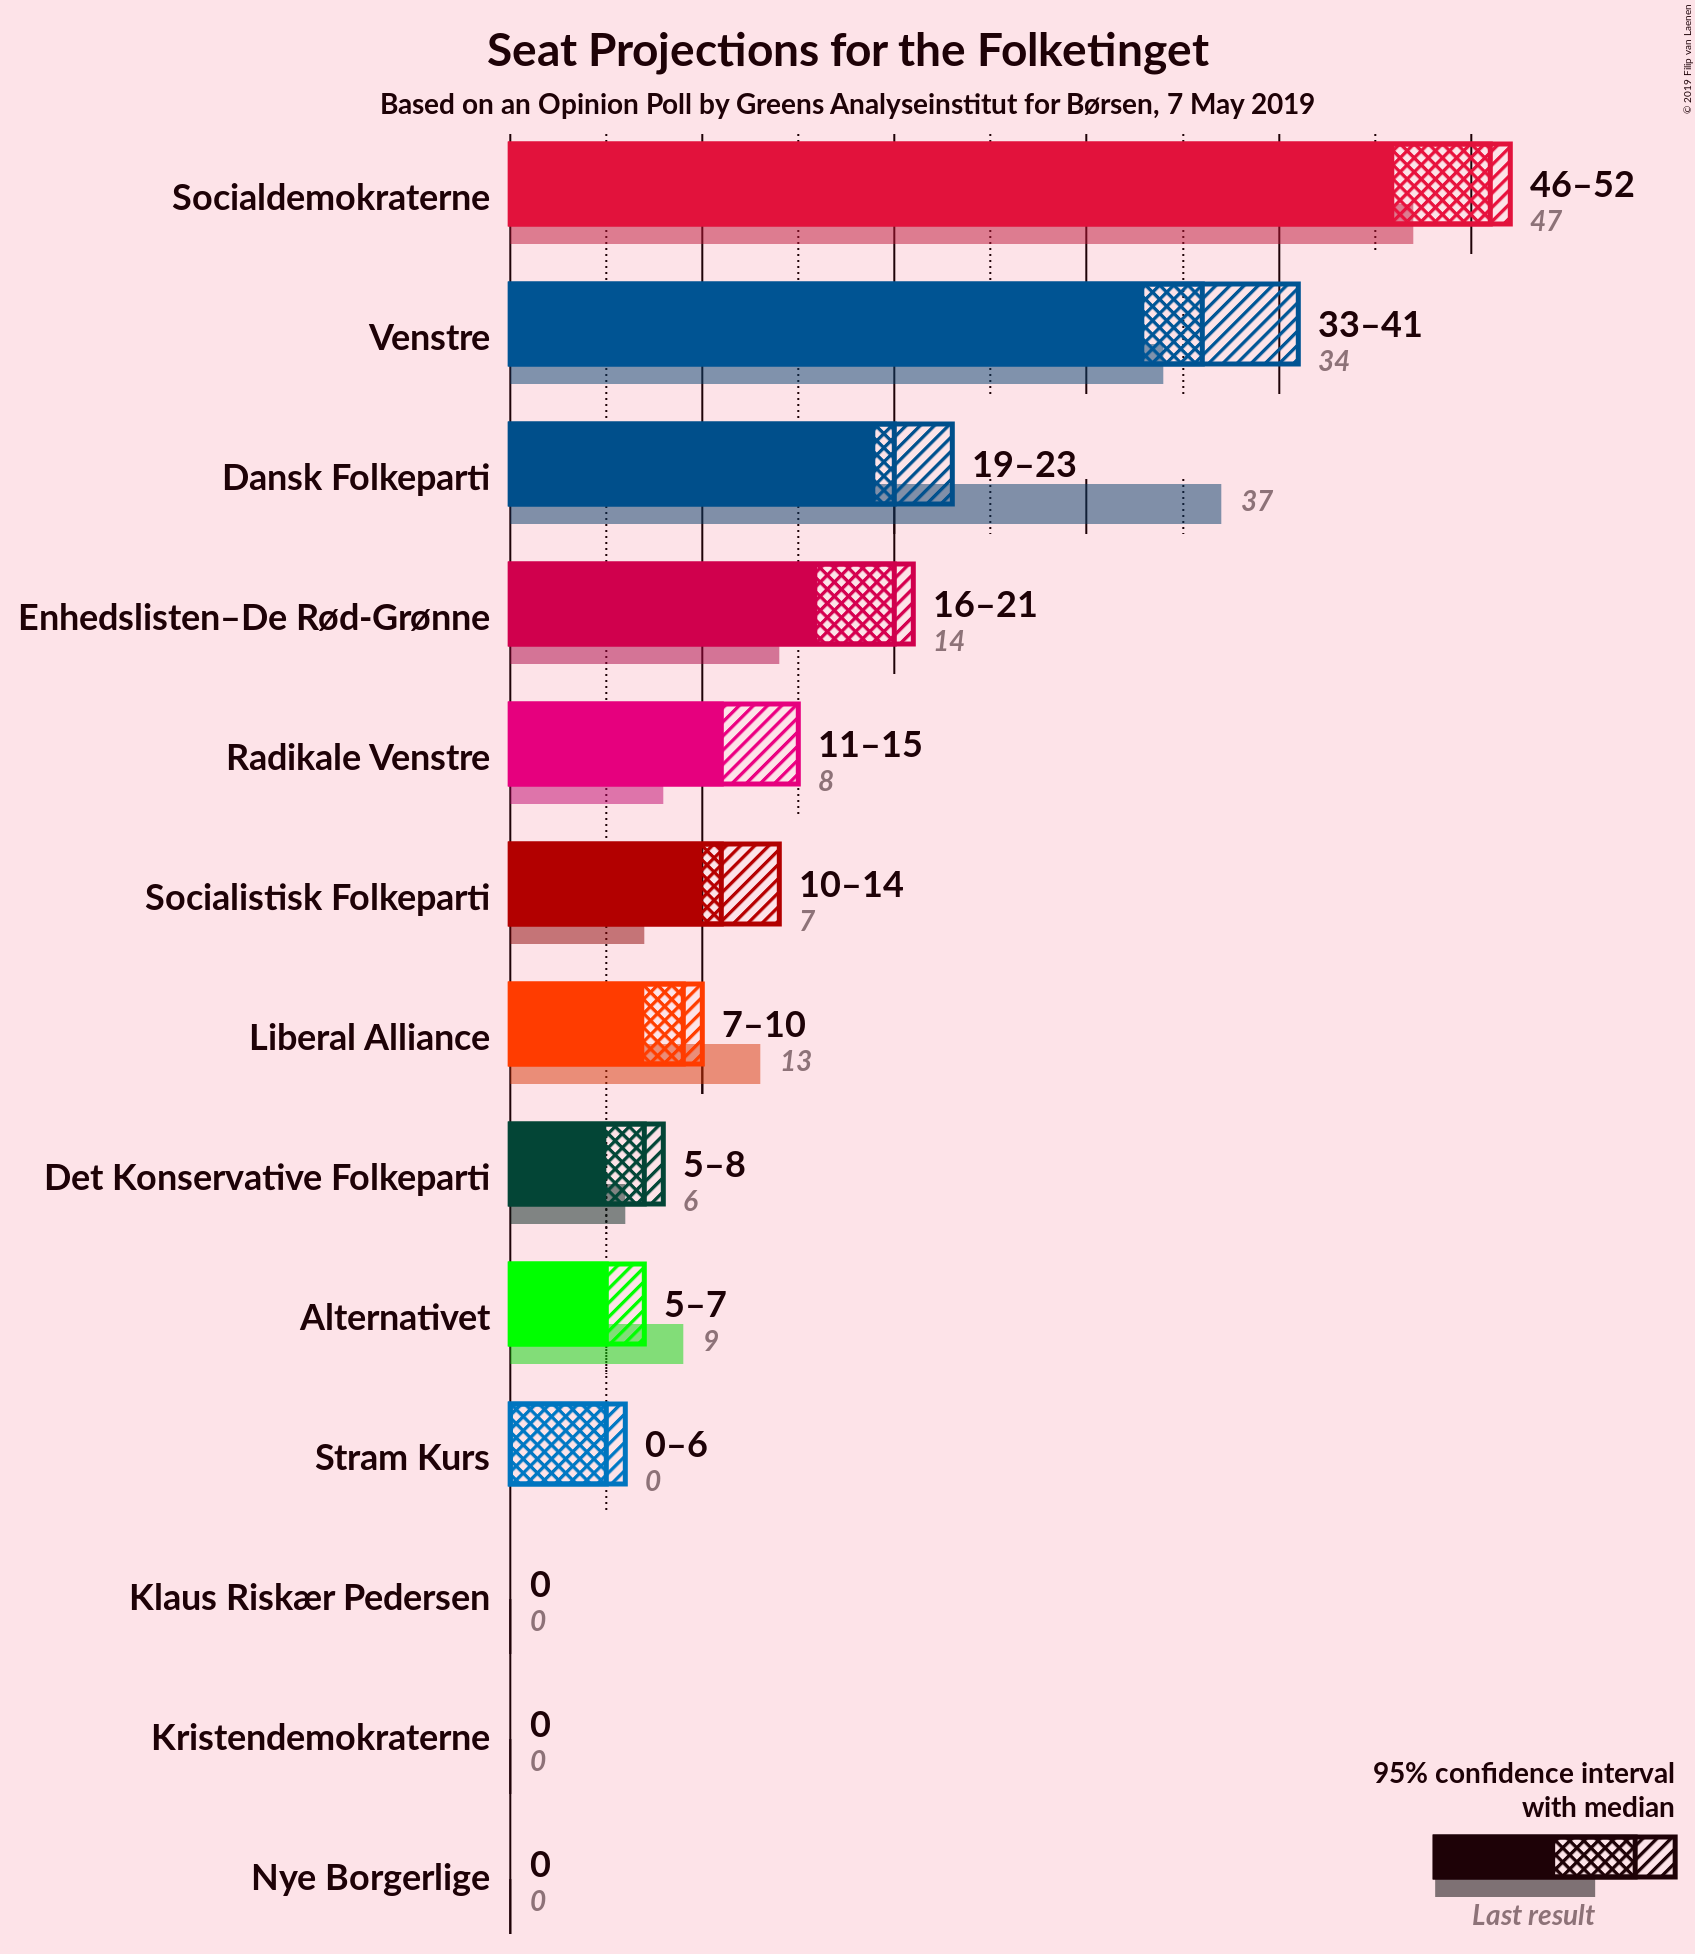 Seat Projections for the Folketinget
Based on an Opinion Poll by Greens Analyseinstitut for Børsen, 7 May 2019
© 2019 Filip van Laenen
Socialdemokraterne
46–52
47
Venstre
33–41
34
Dansk Folkeparti
19–23
37
Enhedslisten–De Rød-Grønne
16–21
14
Radikale Venstre
11–15
8
Socialistisk Folkeparti
10–14
7
Liberal Alliance
7–10
13
Det Konservative Folkeparti
5–8
6
Alternativet
5–7
9
Stram Kurs
0–6
0
Klaus Riskær Pedersen
0
0
Kristendemokraterne
0
0
Nye Borgerlige
0
0
95% confidence interval
with median
Last result